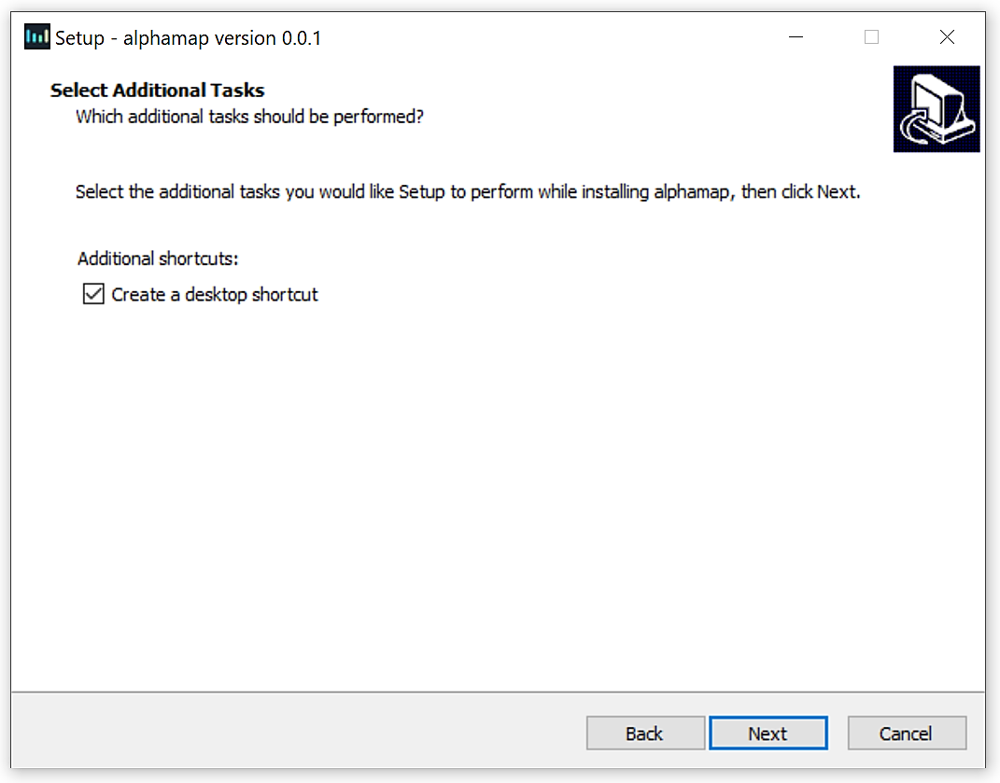 Setup - alphamap version 0.0.1
Select Additional Tasks
Which additional tasks should be performed?
Select the additional tasks you would like Setup to perform while installing alphamap, then click Next.
Additional shortcuts:
Create a desktop shortcut
Back Next Cancel